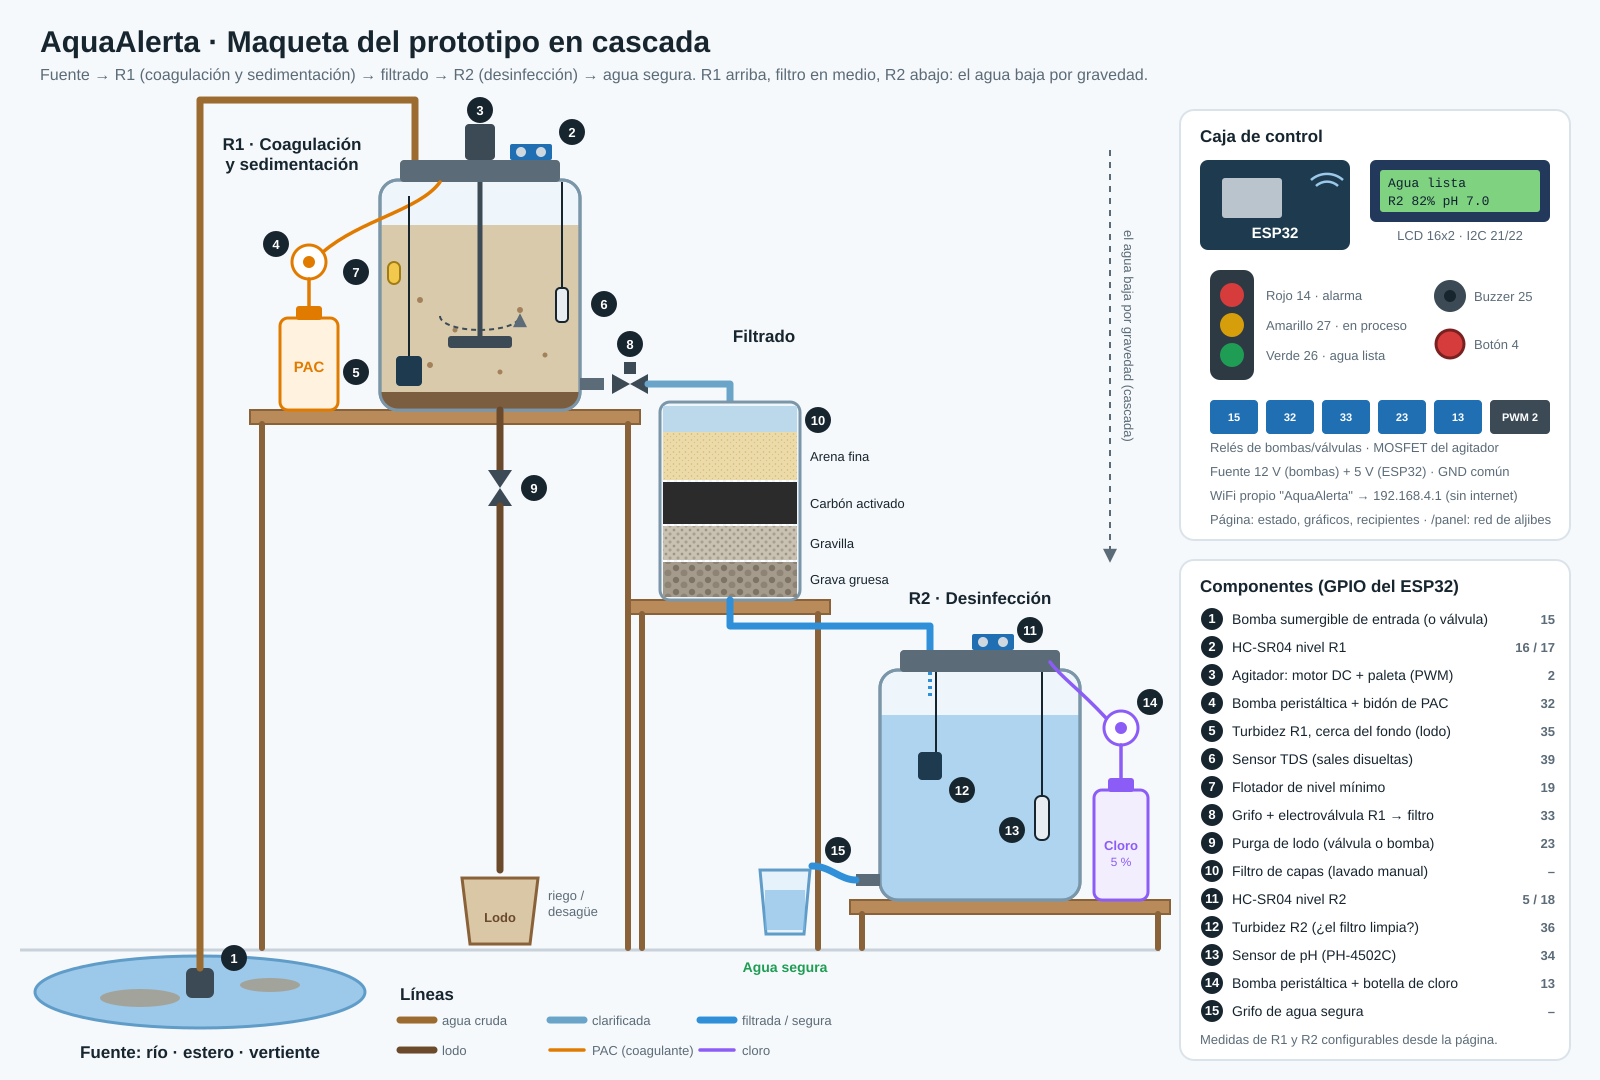 AquaAlerta · Maqueta del prototipo en cascada
Fuente → R1 (coagulación y sedimentación) → filtrado → R2 (desinfección) → agua segura. R1 arriba, filtro en medio, R2 abajo: el agua baja por gravedad.
R1 · Coagulación
y sedimentación
3
2
4
7
PAC
5
6
8
Filtrado
10
Arena fina
Carbón activado
Gravilla
Grava gruesa
9
el agua baja por gravedad (cascada)
R2 · Desinfección
11
14
12
13
Cloro
5 %
15
Lodo
riego /
desagüe
1
Agua segura
Fuente: río · estero · vertiente
Líneas
agua cruda
clarificada
filtrada / segura
lodo
PAC (coagulante)
cloro
Caja de control
ESP32
Agua lista
R2 82% pH 7.0
LCD 16x2 · I2C 21/22
Rojo 14 · alarma
Amarillo 27 · en proceso
Verde 26 · agua lista
Buzzer 25
Botón 4
15 32 33 23 13 PWM 2
Relés de bombas/válvulas · MOSFET del agitador
Fuente 12 V (bombas) + 5 V (ESP32) · GND común
WiFi propio "AquaAlerta" → 192.168.4.1 (sin internet)
Página: estado, gráficos, recipientes · /panel: red de aljibes
Componentes (GPIO del ESP32)
1 Bomba sumergible de entrada (o válvula) 15
2 HC-SR04 nivel R1 16 / 17
3 Agitador: motor DC + paleta (PWM) 2
4 Bomba peristáltica + bidón de PAC 32
5 Turbidez R1, cerca del fondo (lodo) 35
6 Sensor TDS (sales disueltas) 39
7 Flotador de nivel mínimo 19
8 Grifo + electroválvula R1 → filtro 33
9 Purga de lodo (válvula o bomba) 23
10 Filtro de capas (lavado manual) –
11 HC-SR04 nivel R2 5 / 18
12 Turbidez R2 (¿el filtro limpia?) 36
13 Sensor de pH (PH-4502C) 34
14 Bomba peristáltica + botella de cloro 13
15 Grifo de agua segura –
Medidas de R1 y R2 configurables desde la página.